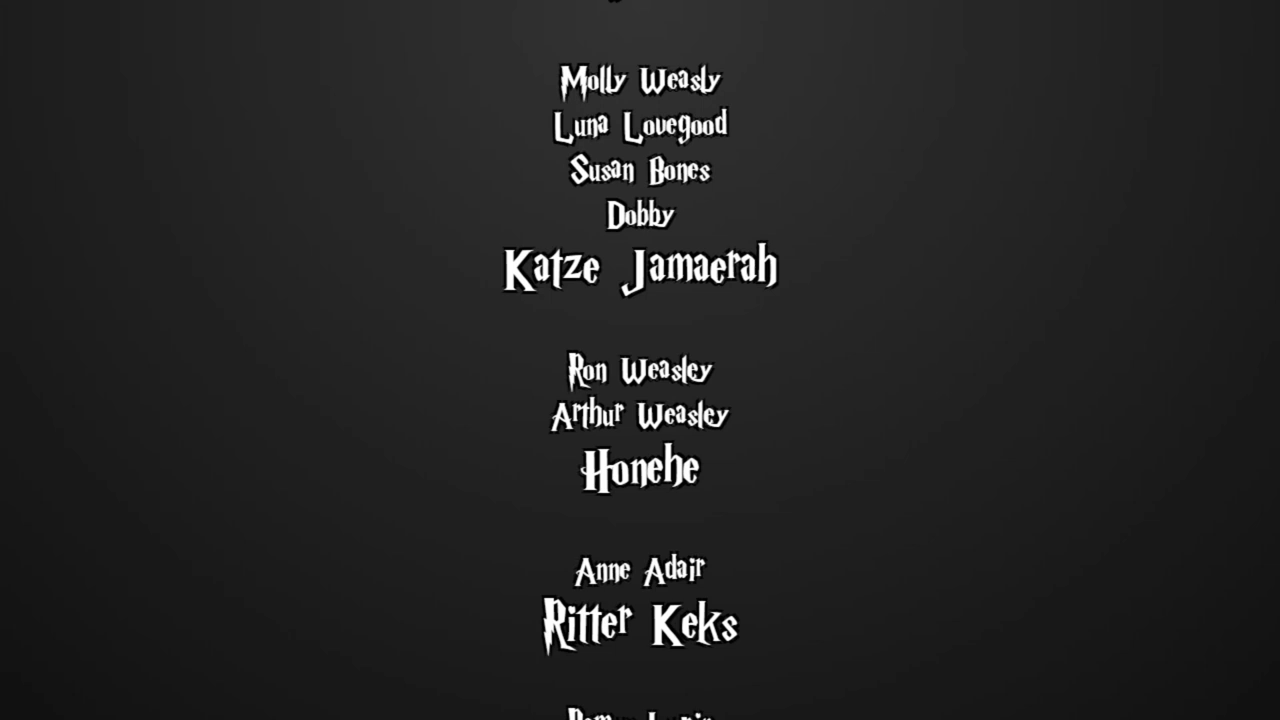 Molly Weasly
Luna Lovegood
Susan Bones
Dobby
Katze Jamaerah
Ron Weasley
Arthur Weasley
Honehe
Anne Adair
Ritter Keks